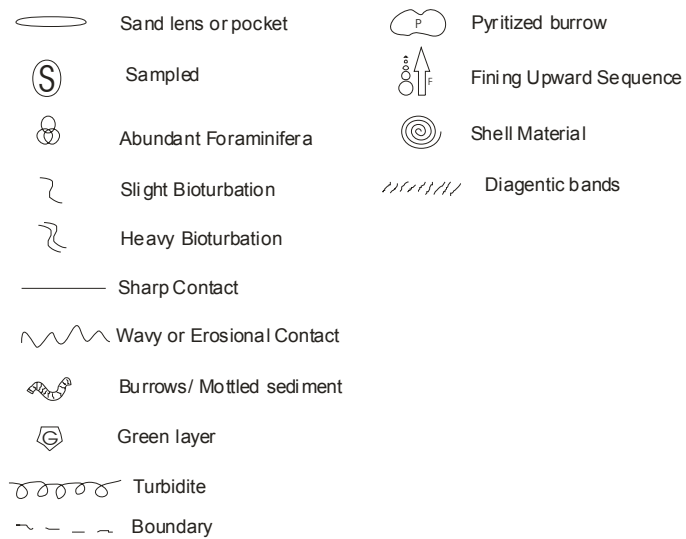 Sand lens or pocket
S Sampled
Abundant Foraminifera
Slight Bioturbation
Heavy Bioturbation
Sharp Contact
Wavy or Erosional Contact
Burrows/ Mottled sediment
G Green layer
Turbidite
Boundary
P Pyritized burrow
F Fining Upward Sequence
Shell Material
Diagentic bands